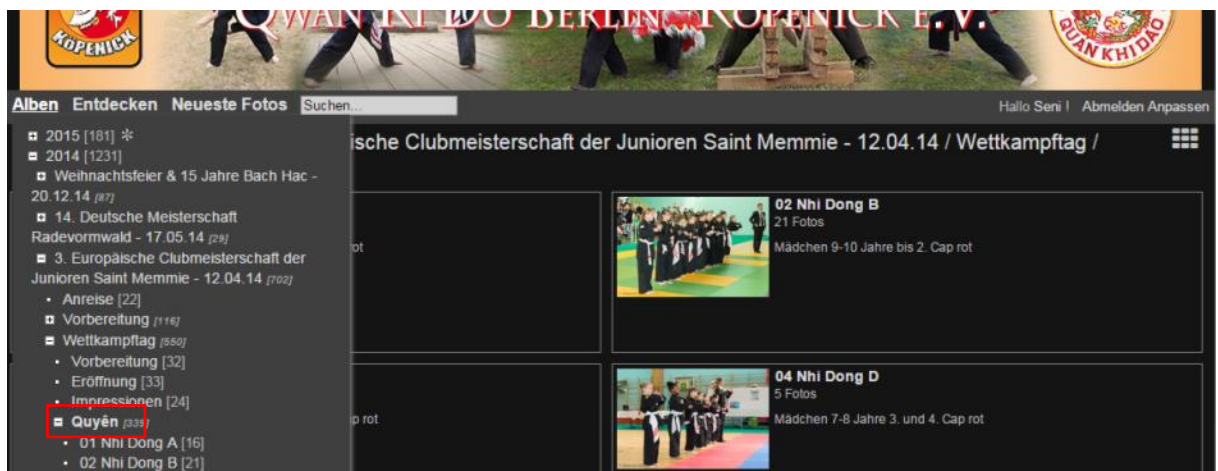 QWAN KI DO BERLIN - KÖPENICK E.V.
KÖPENICK
QUAN KHI DAO
Alben Entdecken Neueste Fotos Suchen... Hallo Seni ! Abmelden Anpassen
2015 [181] ✻
2014 [1231]
Weihnachtsfeier & 15 Jahre Bach Hac -
20.12.14 [87]
14. Deutsche Meisterschaft
Radevormwald - 17.05.14 [29]
3. Europäische Clubmeisterschaft der
Junioren Saint Memmie - 12.04.14 [702]
• Anreise [22]
Vorbereitung [116]
Wettkampftag [550]
• Vorbereitung [32]
• Eröffnung [33]
• Impressionen [24]
Quyên [339]
• 01 Nhi Dong A [16]
• 02 Nhi Dong B [21]
ische Clubmeisterschaft der Junioren Saint Memmie - 12.04.14 / Wettkampftag /
ot
02 Nhi Dong B
21 Fotos
Mädchen 9-10 Jahre bis 2. Cap rot
p rot
04 Nhi Dong D
5 Fotos
Mädchen 7-8 Jahre 3. und 4. Cap rot